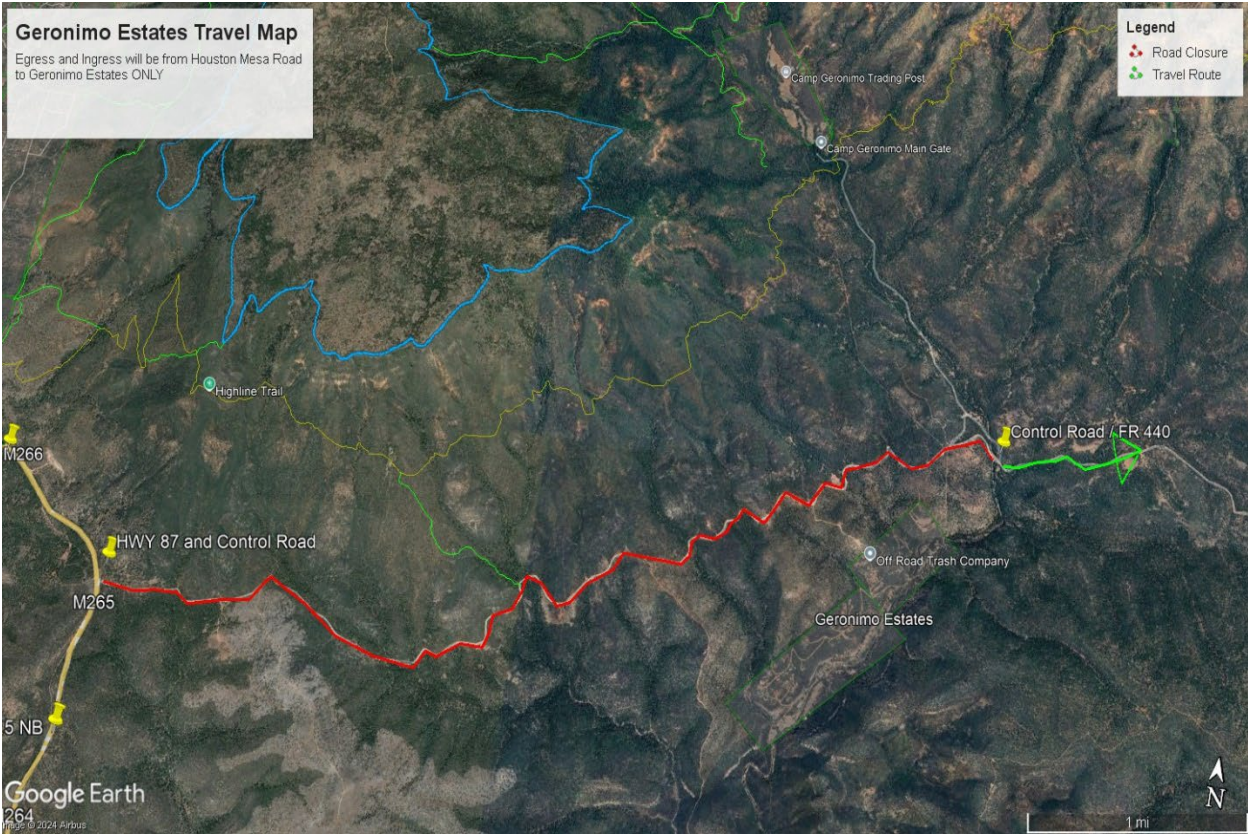 Geronimo Estates Travel Map
Egress and Ingress will be from Houston Mesa Road
to Geronimo Estates ONLY
Legend
Road Closure
Travel Route
Camp Geronimo Trading Post
Camp Geronimo Main Gate
Highline Trail
Control Road / FR 440
M266
HWY 87 and Control Road
Off Road Trash Company
M265
Geronimo Estates
5 NB
Google Earth
264
Image © 2024 Airbus
N
1 mi